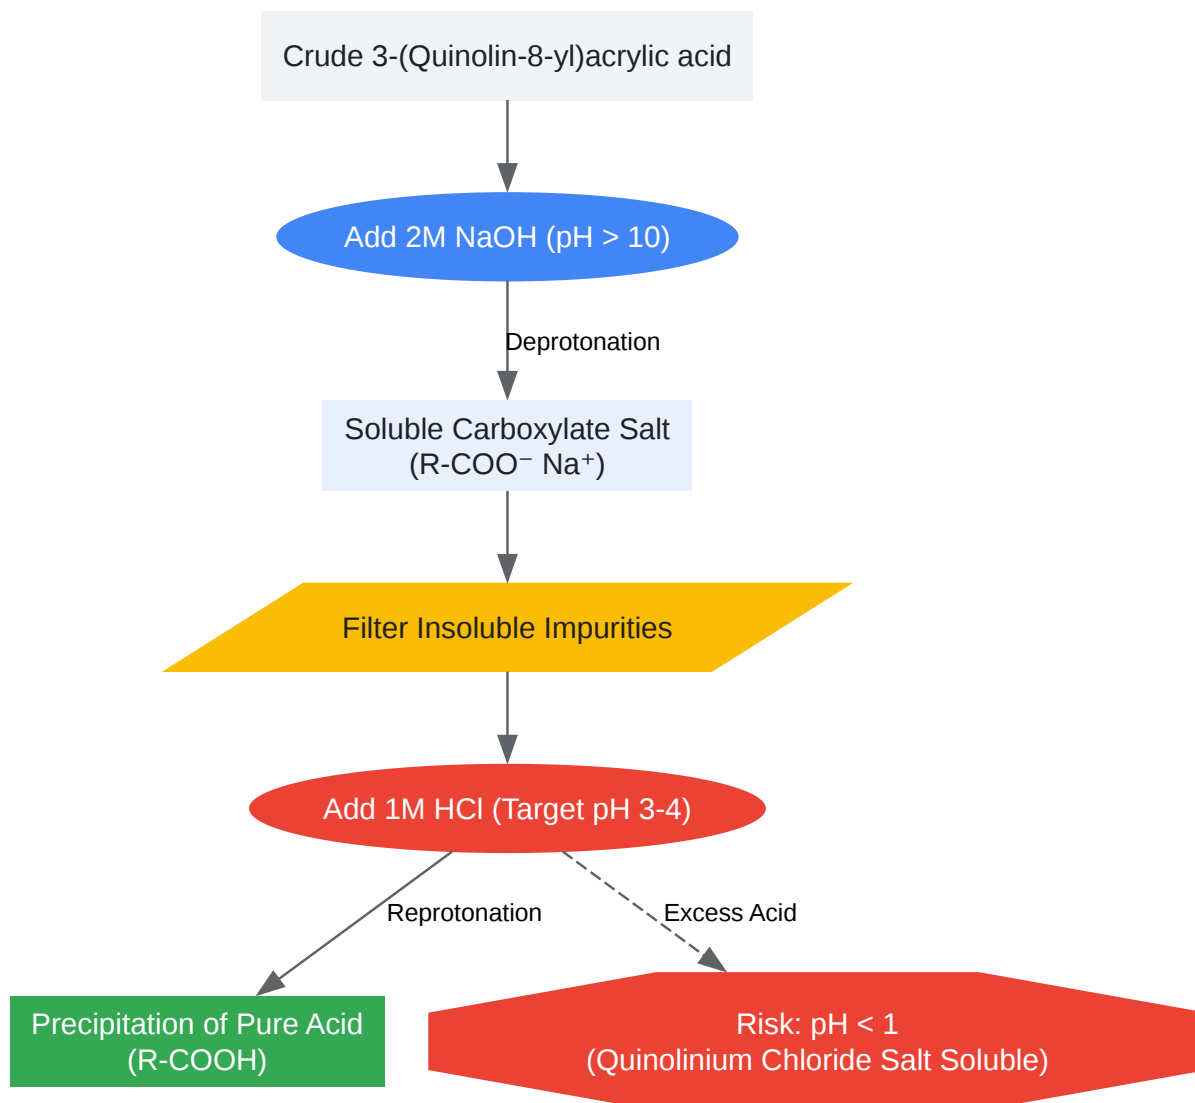 Crude 3-(Quinolin-8-yl)acrylic acid
Add 2M NaOH (pH > 10)
Deprotonation
Soluble Carboxylate Salt
(R-COO⁻ Na⁺)
Filter Insoluble Impurities
Add 1M HCl (Target pH 3-4)
Reprotonation
Excess Acid
Precipitation of Pure Acid
(R-COOH)
Risk: pH < 1
(Quinolinium Chloride Salt Soluble)